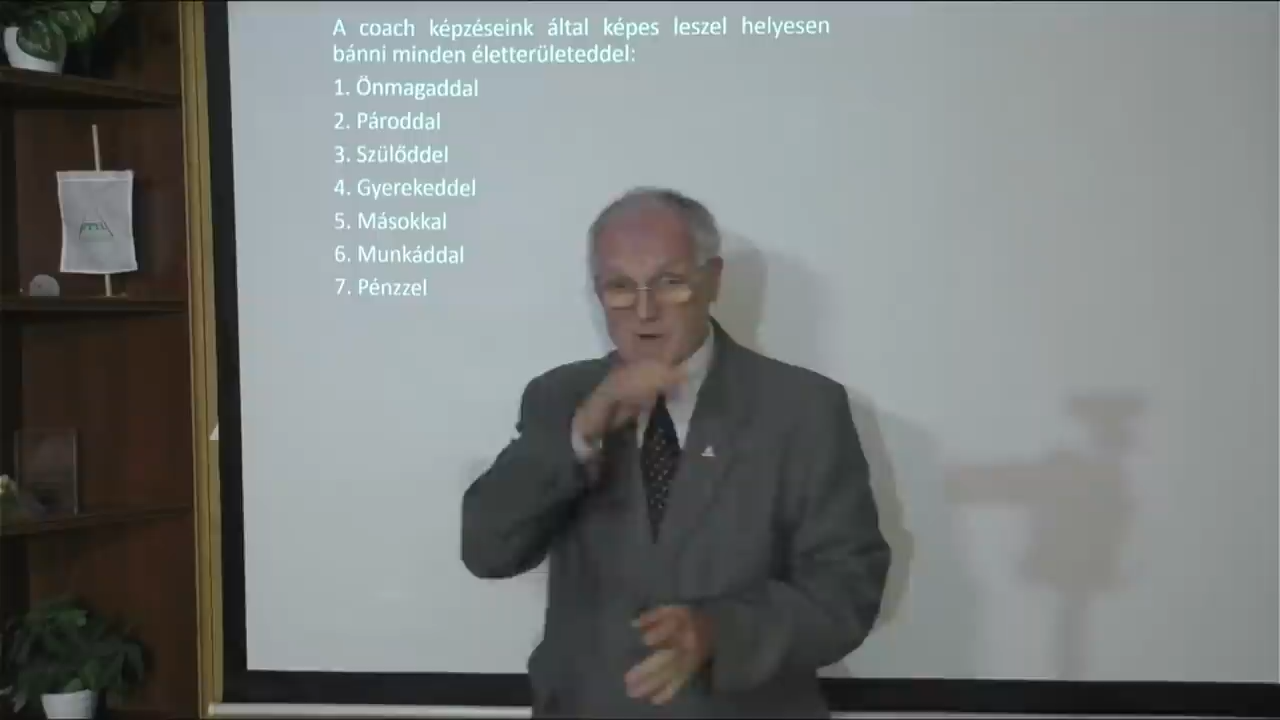 A coach képzéseink által képes leszel helyesen
bánni minden életterületeddel:
1. Önmagaddal
2. Pároddal
3. Szülőddel
4. Gyerekeddel
5. Másokkal
6. Munkáddal
7. Pénzzel